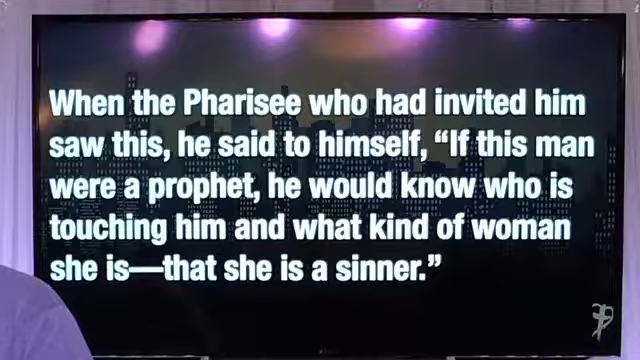 When the Pharisee who had invited him
saw this, he said to himself, “If this man
were a prophet, he would know who is
touching him and what kind of woman
she is—that she is a sinner.”